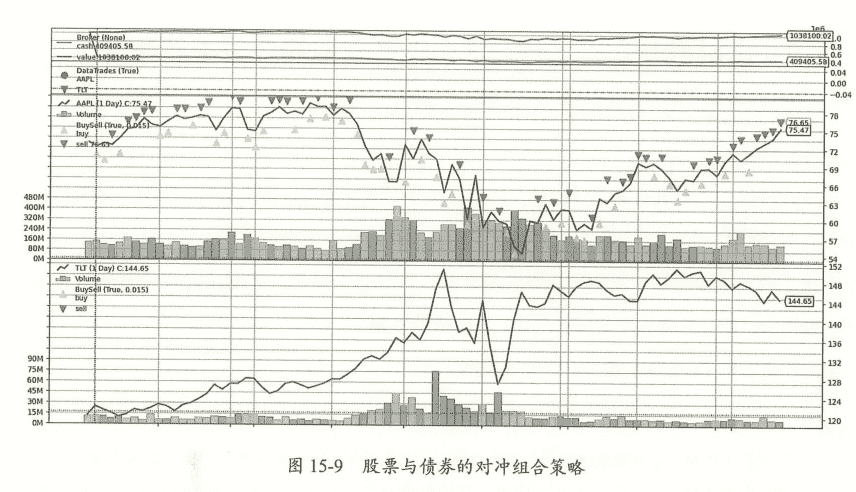 1e6
Broker (None)
cash 409405.58
value 1038100.02
1038100.02
1.0
0.8
0.6
409405.58
0.4
DataTrades (True)
AAPL
TLT
0.04
0.00
−0.04
AAPL (1 Day) C:75.47
Volume
BuySell (True, 0.015)
buy
sell 76.65
76.65
75.47
78
75
72
69
66
63
60
57
54
480M
400M
320M
240M
160M
80M
0M
TLT (1 Day) C:144.65
Volume
BuySell (True, 0.015)
buy
sell
144.65
152
148
140
136
132
128
124
120
90M
75M
60M
45M
30M
15M
0M
图 15-9 股票与债券的对冲组合策略